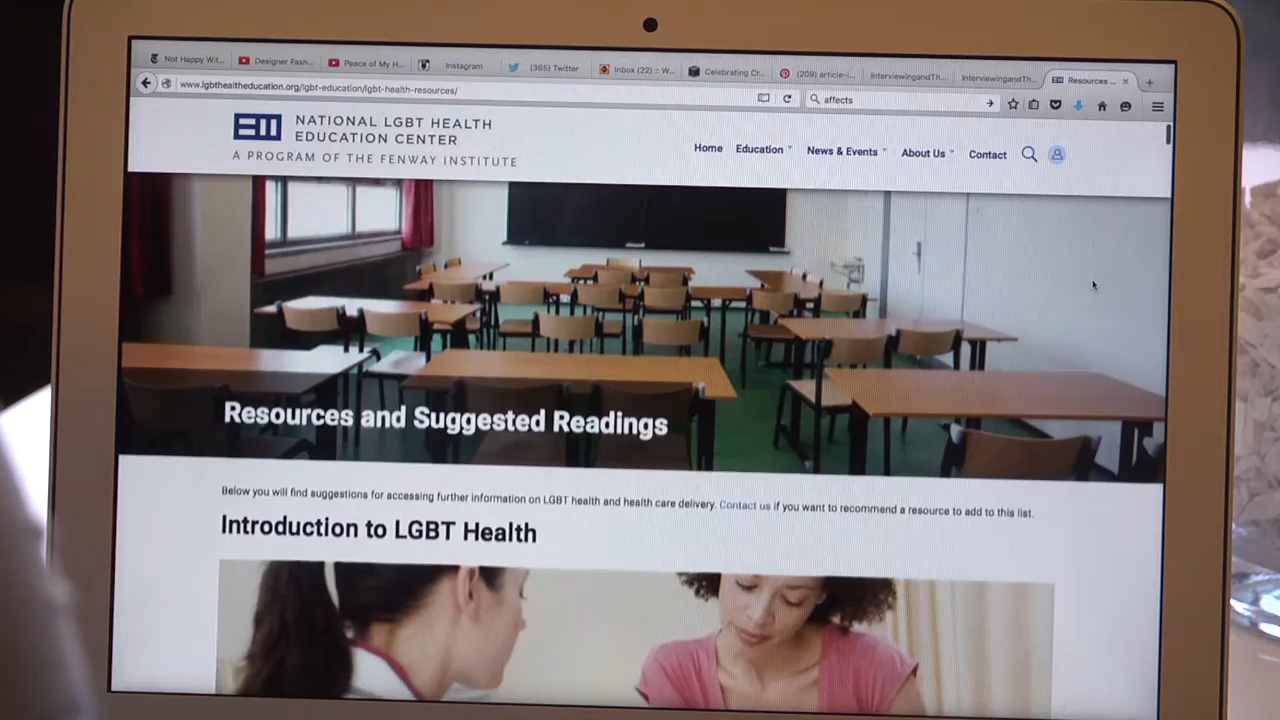 Not Happy Wit...
Designer Fash...
Peace of My H...
Instagram
(365) Twitter
Inbox (22) :: W...
Celebrating Cr...
(209) article-i...
InterviewingandTh...
InterviewingandTh...
Resources ...
www.lgbthealtheducation.org/lgbt-education/lgbt-health-resources/
affects
NATIONAL LGBT HEALTH
EDUCATION CENTER
A PROGRAM OF THE FENWAY INSTITUTE
Home Education News & Events About Us Contact
Resources and Suggested Readings
Below you will find suggestions for accessing further information on LGBT health and health care delivery. Contact us if you want to recommend a resource to add to this list.
Introduction to LGBT Health